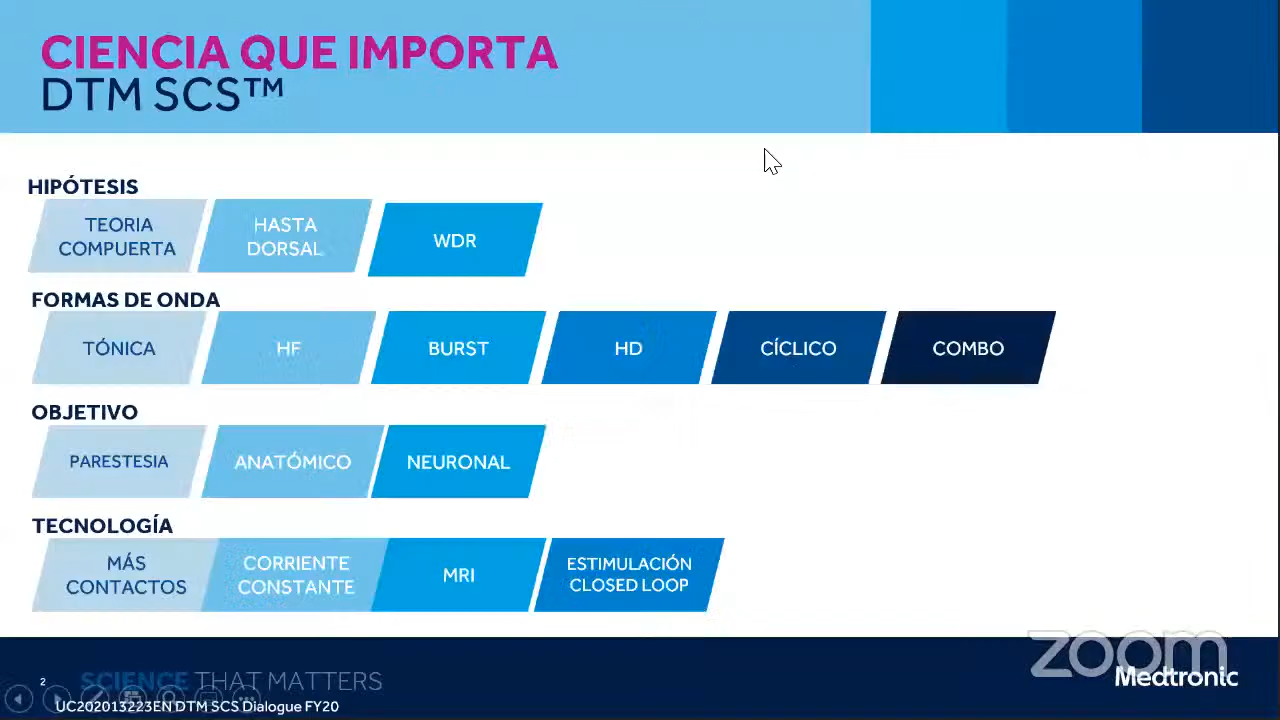 CIENCIA QUE IMPORTA
DTM SCS™
HIPÓTESIS
TEORIA
COMPUERTA
HASTA
DORSAL
WDR
FORMAS DE ONDA
TÓNICA
HF
BURST
HD
CÍCLICO
COMBO
OBJETIVO
PARESTESIA
ANATÓMICO
NEURONAL
TECNOLOGÍA
MÁS
CONTACTOS
CORRIENTE
CONSTANTE
MRI
ESTIMULACIÓN
CLOSED LOOP
zoom
2
SCIENCE THAT MATTERS
Medtronic
UC202013223EN DTM SCS Dialogue FY20